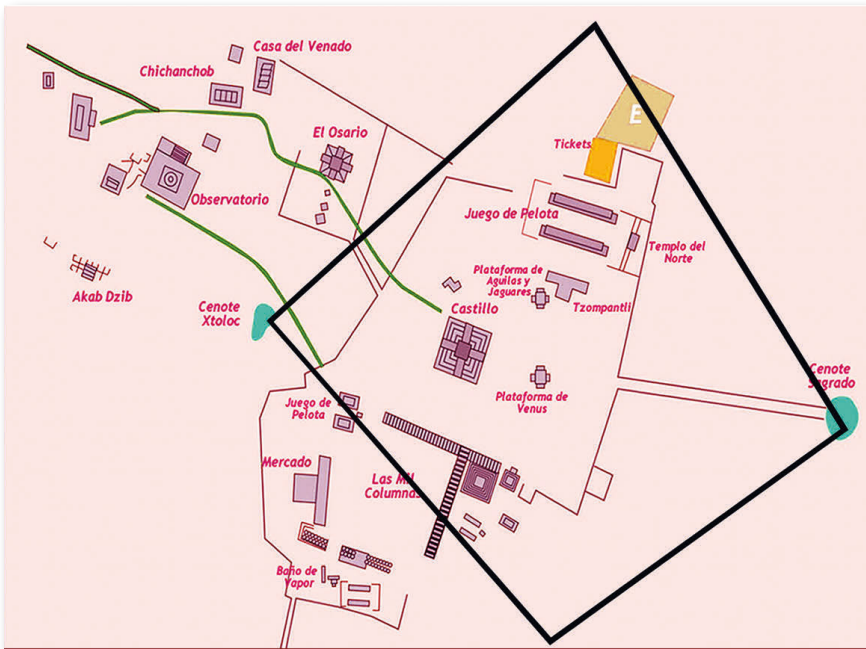 Casa del Venado
Chichanchob
El Osario
E
Tickets
Observatorio
Juego de Pelota
Templo del
Norte
Plataforma de
Aguilas y
Jaguares
Akab Dzib
Cenote
Xtoloc
Castillo
Tzompantli
Cenote
Sagrado
Plataforma de
Venus
Juego de
Pelota
Mercado
Las Mil
Columnas
Baño de
Vapor